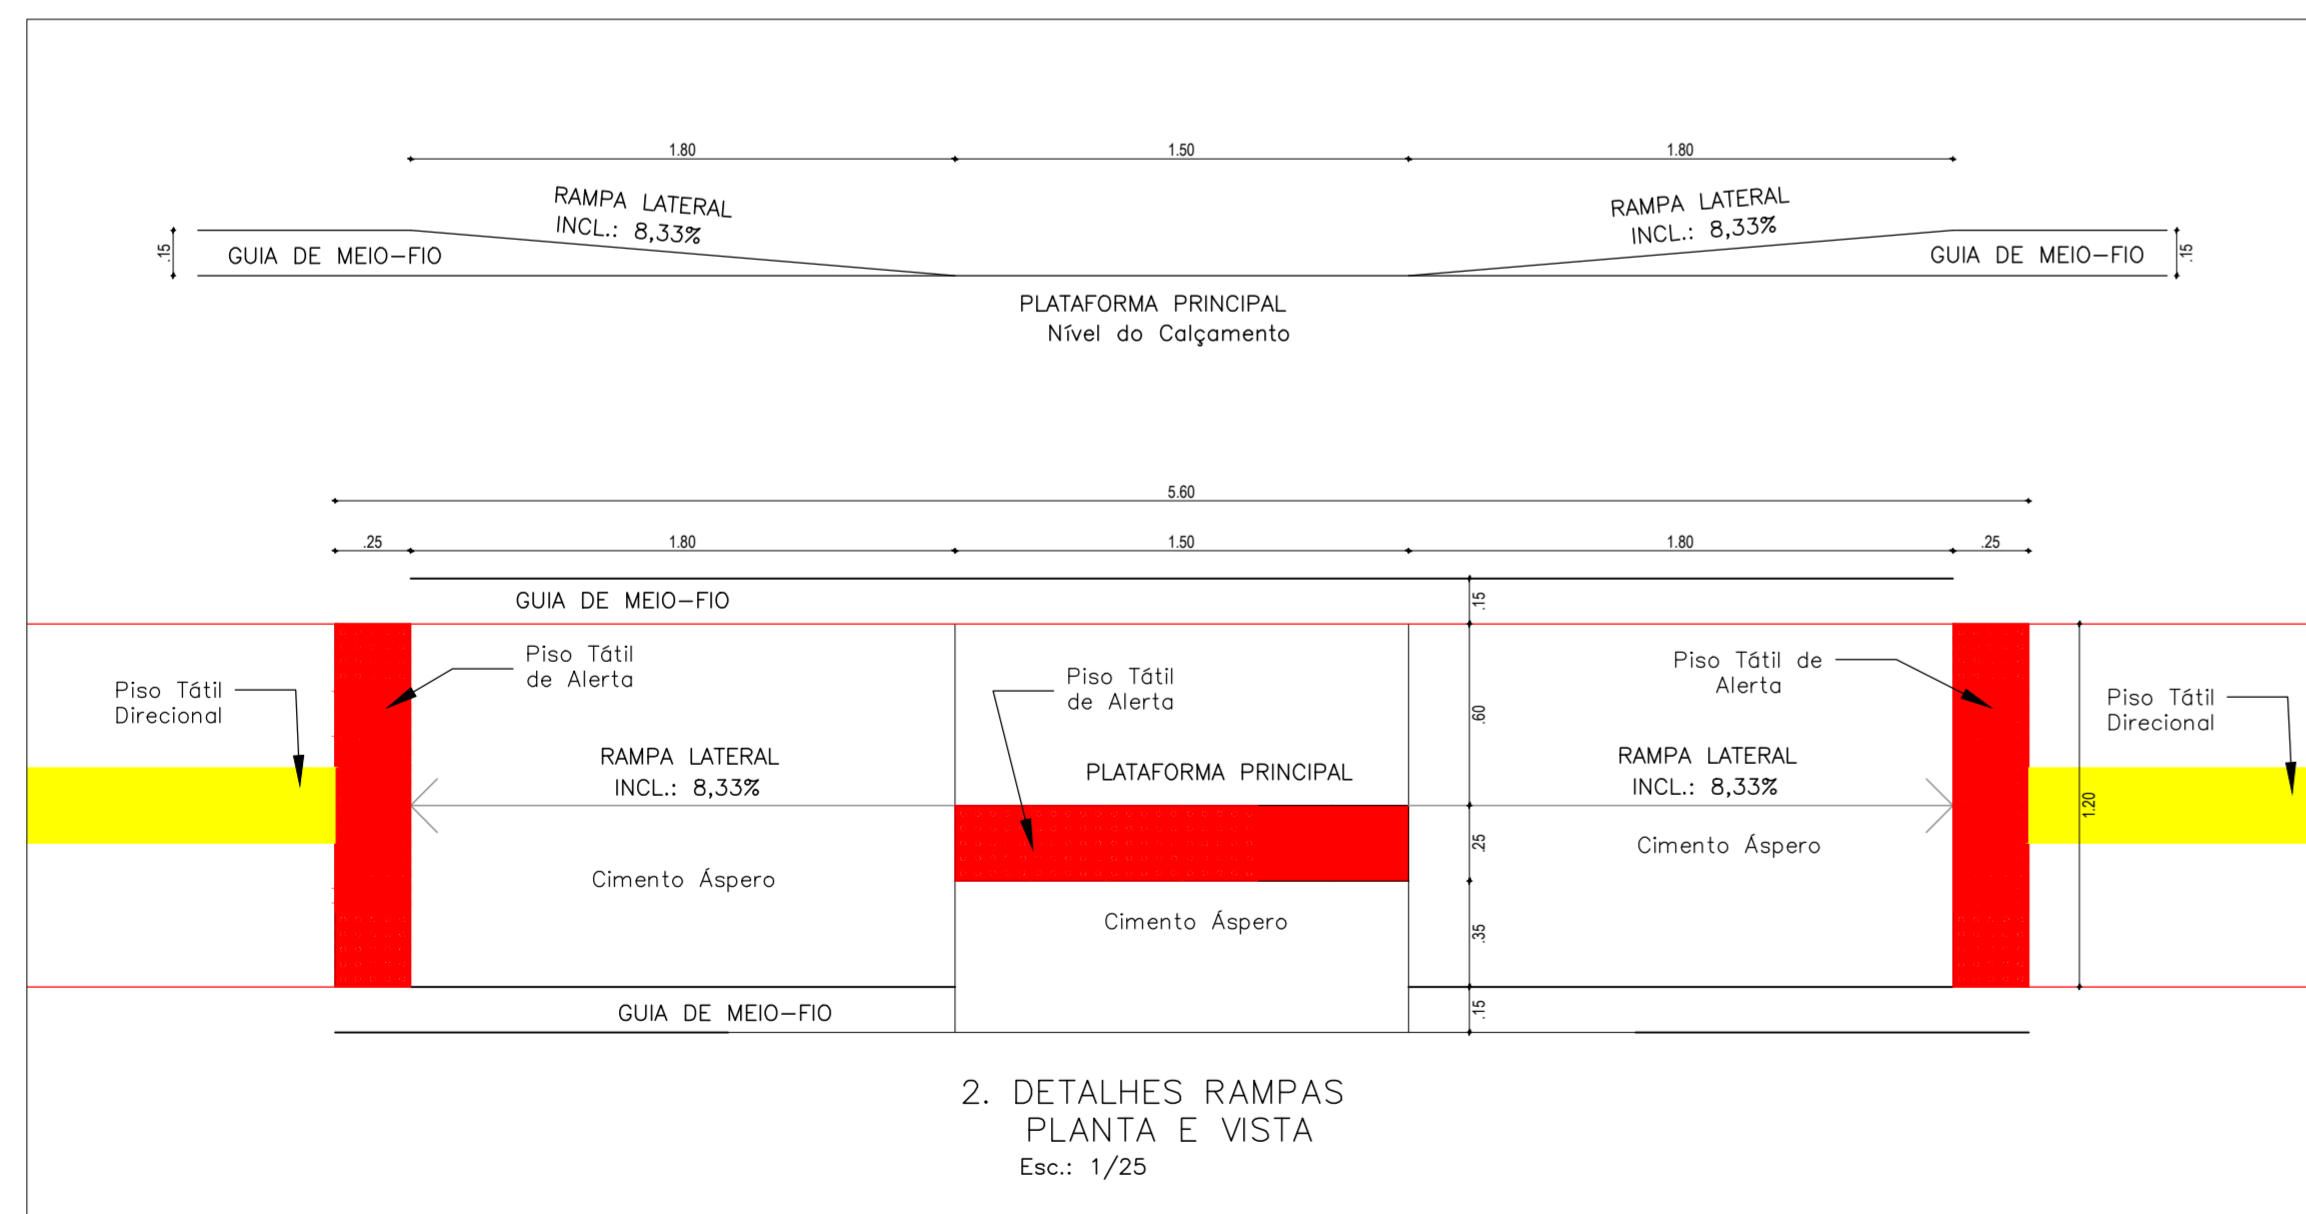 1.80
1.50
1.80
RAMPA LATERAL
INCL.: 8,33%
RAMPA LATERAL
INCL.: 8,33%
.15
GUIA DE MEIO-FIO
GUIA DE MEIO-FIO
.15
PLATAFORMA PRINCIPAL
Nível do Calçamento
5.60
.25
1.80
1.50
1.80
.25
GUIA DE MEIO-FIO
.15
Piso Tátil
de Alerta
Piso Tátil
de Alerta
Piso Tátil de
Alerta
Piso Tátil
Direcional
Piso Tátil
Direcional
.60
RAMPA LATERAL
INCL.: 8,33%
PLATAFORMA PRINCIPAL
RAMPA LATERAL
INCL.: 8,33%
1.20
.25
Cimento Áspero
Cimento Áspero
Cimento Áspero
.35
GUIA DE MEIO-FIO
.15
2. DETALHES RAMPAS
PLANTA E VISTA
Esc.: 1/25